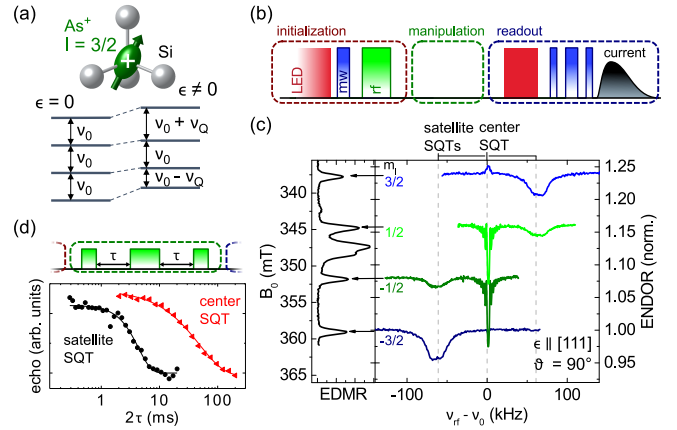 (a)
As+
I = 3/2
Si
+
ϵ = 0
ϵ ≠ 0
ν0
ν0 + νQ
ν0
ν0
ν0
ν0 - νQ
(b)
initialization
manipulation
readout
LED
mw
rf
current
(c)
satellite
SQTs
center
SQT
mI
3/2
1/2
-1/2
-3/2
340
345
350
355
360
365
B0 (mT)
EDMR
1.25
1.20
1.15
1.10
1.05
1.00
0.95
ENDOR (norm.)
ϵ || [111]
ϑ = 90°
-100
0
100
νrf - ν0 (kHz)
(d)
τ
τ
echo (arb. units)
satellite
SQT
center
SQT
1
10
100
2τ (ms)